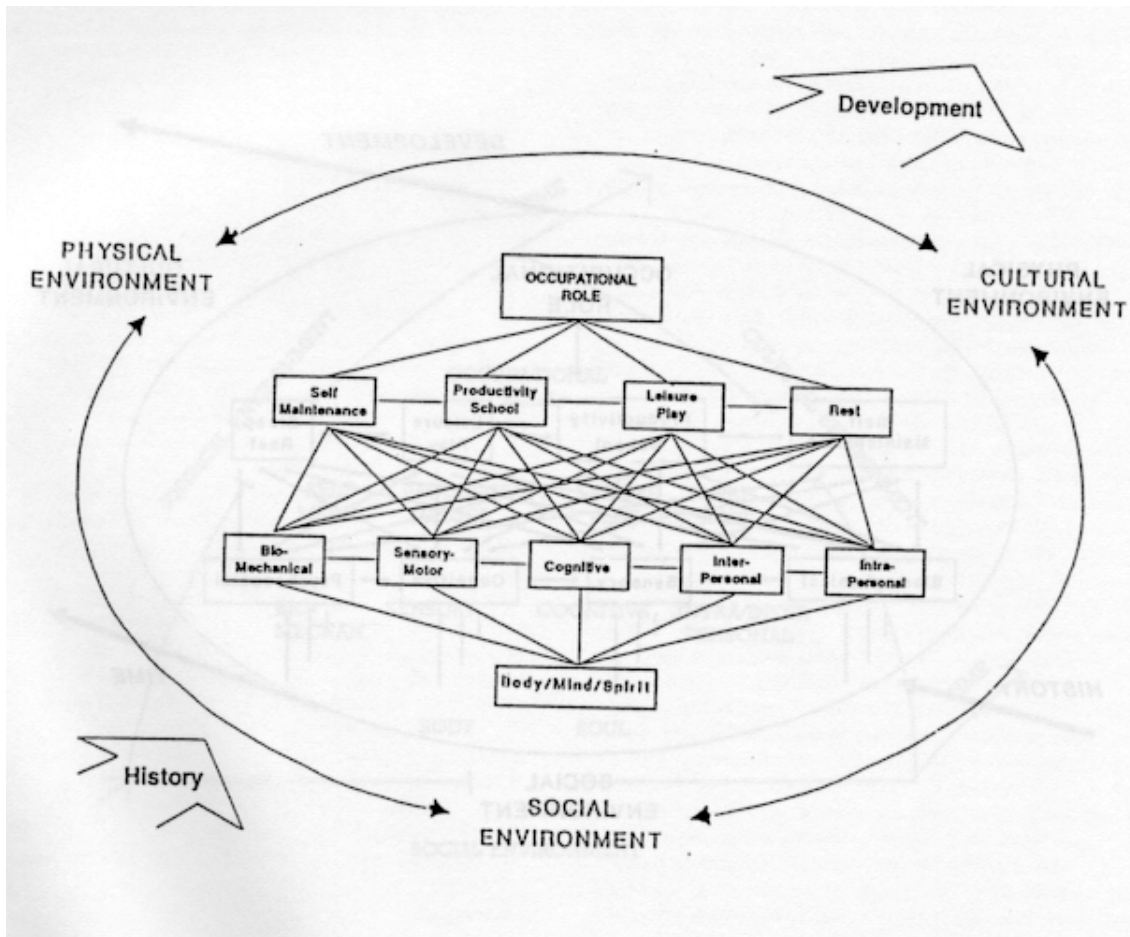 Development
PHYSICAL
ENVIRONMENT
CULTURAL
ENVIRONMENT
OCCUPATIONAL
ROLE
Self
Maintenance
Productivity
School
Leisure
Play
Rest
Bio-
Mechanical
Sensory-
Motor
Cognitive
Inter-
Personal
Intra-
Personal
Body/Mind/Spirit
History
SOCIAL
ENVIRONMENT